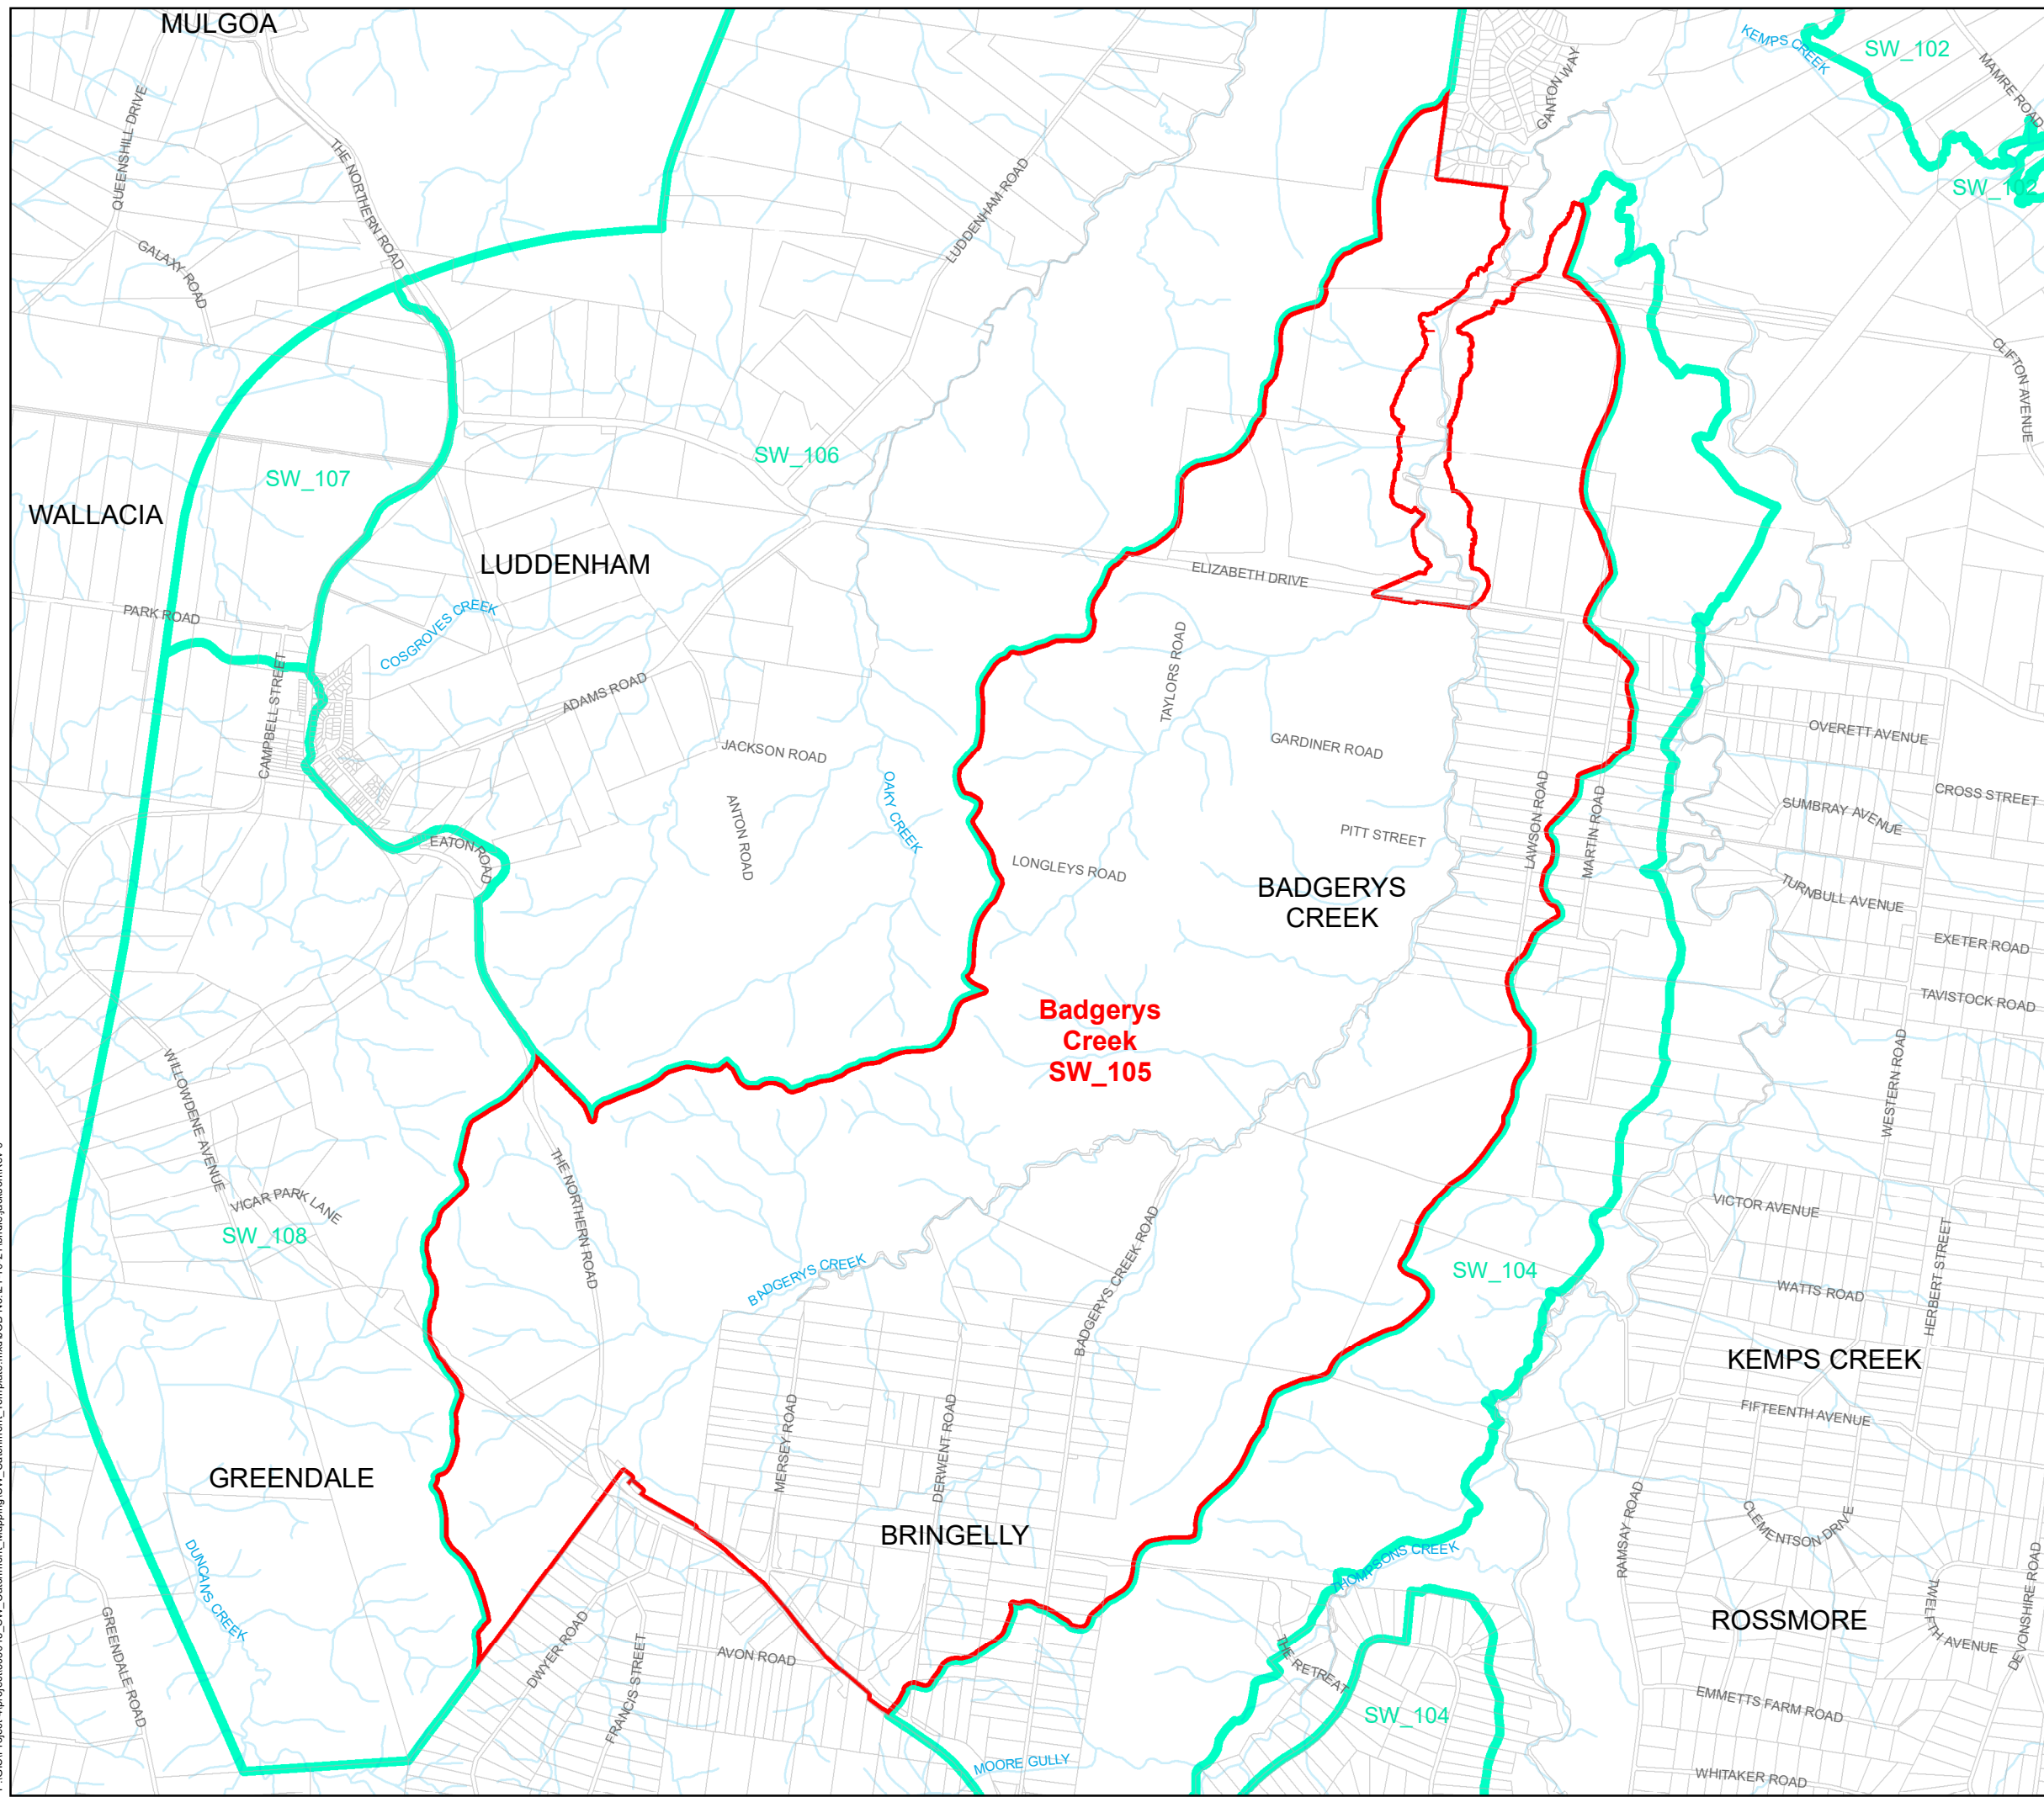 MULGOA
KEMPS CREEK
SW_102
MAMRE ROAD
GANTON WAY
QUEENSHILL DRIVE
THE NORTHERN ROAD
SW_102
LUDDENHAM ROAD
GALAXY ROAD
CLIFTON AVENUE
SW_106
SW_107
WALLACIA
LUDDENHAM
ELIZABETH DRIVE
PARK ROAD
COSGROVES CREEK
TAYLORS ROAD
CAMPBELL STREET
ADAMS ROAD
OVERETT AVENUE
JACKSON ROAD
GARDINER ROAD
OAKY CREEK
CROSS STREET
LAWSON ROAD
MARTIN ROAD
SUMBRAY AVENUE
ANTON ROAD
PITT STREET
EATON ROAD
LONGLEYS ROAD
BADGERYS
CREEK
TURNBULL AVENUE
EXETER ROAD
TAVISTOCK ROAD
Badgerys
Creek
SW_105
WESTERN ROAD
WILLOWDENE AVENUE
VICAR PARK LANE
THE NORTHERN ROAD
VICTOR AVENUE
SW_108
BADGERYS CREEK
BADGERYS CREEK ROAD
SW_104
HERBERT STREET
WATTS ROAD
KEMPS CREEK
MERSEY ROAD
DERWENT ROAD
FIFTEENTH AVENUE
GREENDALE
BRINGELLY
RAMSAY ROAD
CLEMENTSON DRIVE
DUNCANS CREEK
THOMPSONS CREEK
ROSSMORE
TWELFTH AVENUE
DEVONSHIRE ROAD
GREENDALE ROAD
DWYER ROAD
FRANCIS STREET
AVON ROAD
THE RETREAT
EMMETTS FARM ROAD
SW_104
MOORE GULLY
WHITAKER ROAD